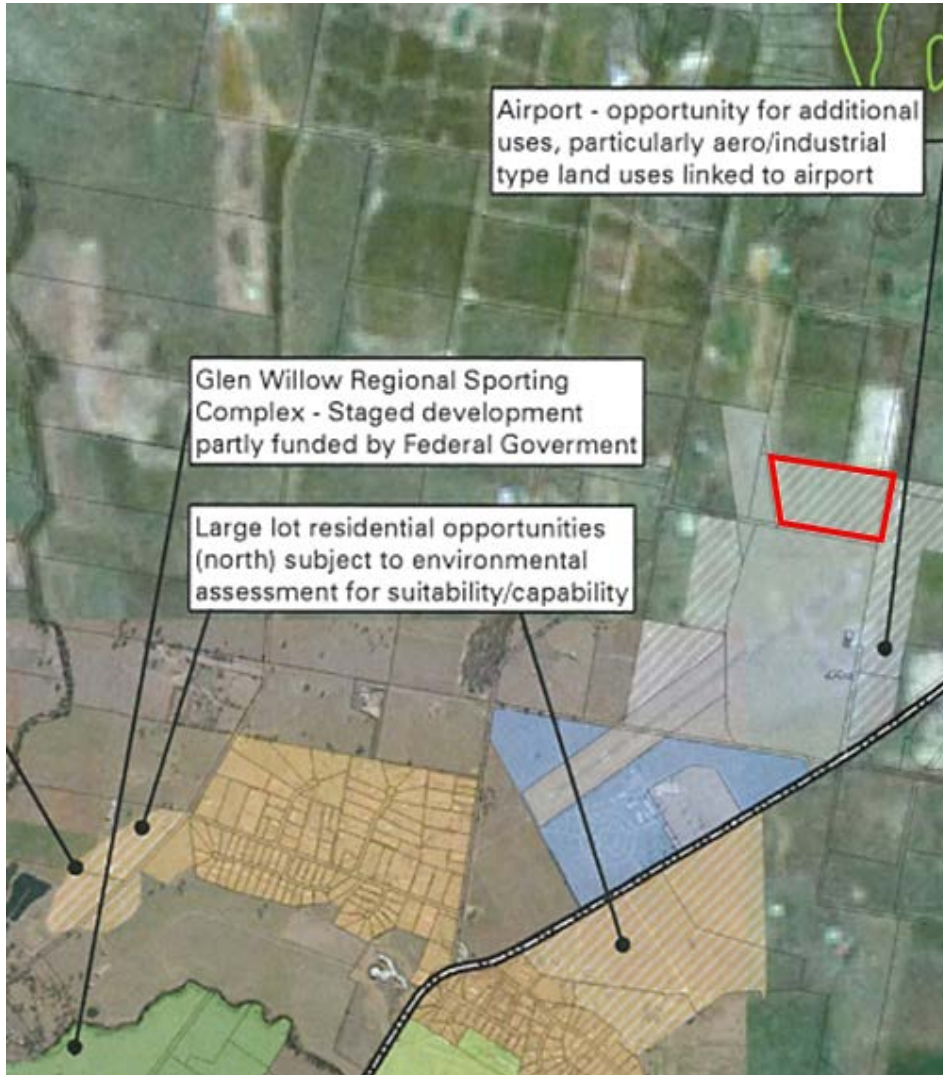 Airport - opportunity for additional
uses, particularly aero/industrial
type land uses linked to airport
Glen Willow Regional Sporting
Complex - Staged development
partly funded by Federal Goverment
Large lot residential opportunities
(north) subject to environmental
assessment for suitability/capability